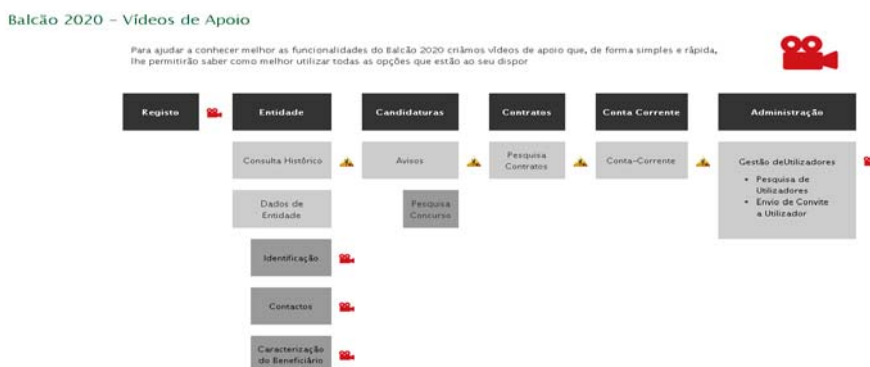 Balcão 2020 – Vídeos de Apoio
Para ajudar a conhecer melhor as funcionalidades do Balcão 2020 criâmos vídeos de apoio que, de forma simples e rápida,
lhe permitirão saber como melhor utilizar todas as opções que estão ao seu dispor
Registo
Entidade
Candidaturas
Contratos
Conta Corrente
Administração
Consulta Histórico
Avisos
Pesquisa
Contratos
Conta-Corrente
Gestão deUtilizadores
• Pesquisa de
Utilizadores
• Envio de Convite
a Utilizador
Dados de
Entidade
Pesquisa
Concurso
Identificação
Contactos
Caracterização
do Beneficiário